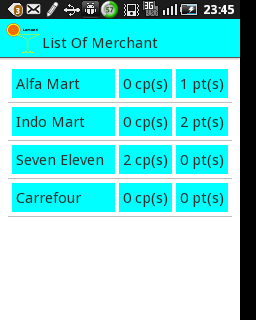 3 57 3G 23:45
List Of Merchant
Alfa Mart 0 cp(s) 1 pt(s)
Indo Mart 0 cp(s) 2 pt(s)
Seven Eleven 2 cp(s) 0 pt(s)
Carrefour 0 cp(s) 0 pt(s)